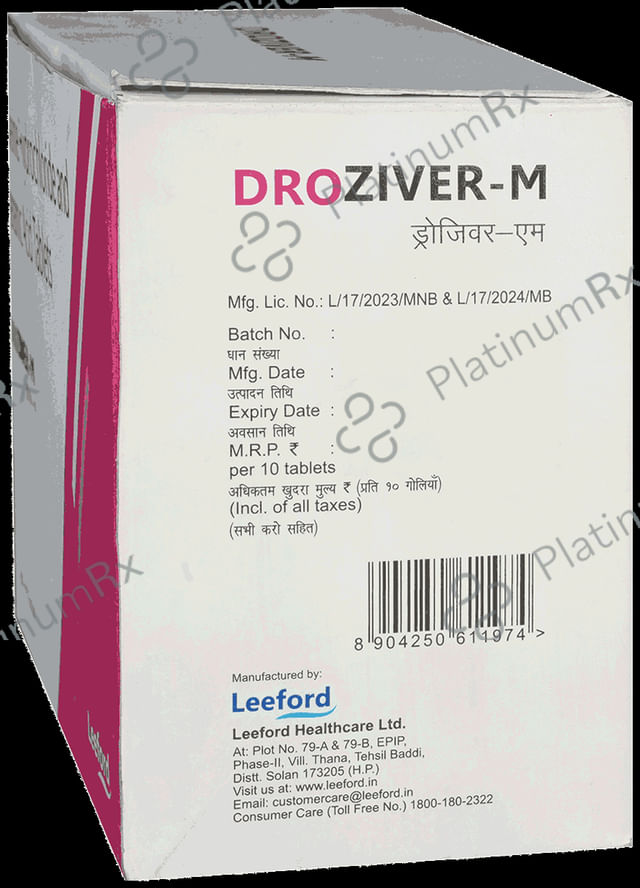 DROZIVER-M
ड्रोजिवर-एम
Mfg. Lic. No.: L/17/2023/MNB & L/17/2024/MB
Batch No. :
धान संख्या
Mfg. Date :
उत्पादन तिथि
Expiry Date :
अवसान तिथि
M.R.P. ₹ :
per 10 tablets
अधिकतम खुदरा मुल्य ₹ (प्रति १० गोलियाँ)
(Incl. of all taxes)
(सभी करो सहित)
8 904250 611974 >
Manufactured by:
Leeford
Leeford Healthcare Ltd.
At: Plot No. 79-A & 79-B, EPIP,
Phase-II, Vill. Thana, Tehsil Baddi,
Distt. Solan 173205 (H.P.)
Visit us at: www.leeford.in
Email: customercare@leeford.in
Consumer Care (Toll Free No.) 1800-180-2322
and
Tablets
Leeford
PlatinumRx
PlatinumRx
PlatinumRx
PlatinumRx